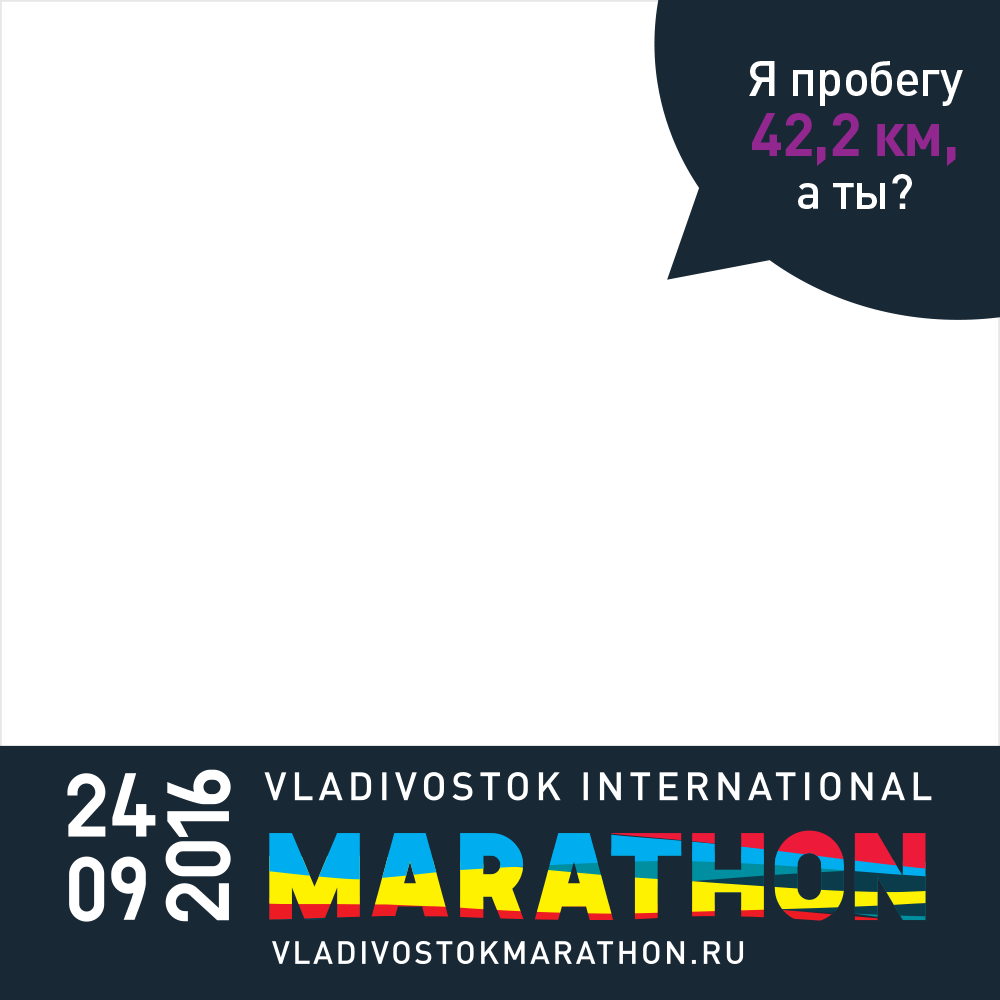 Я пробегу
42,2 км,
а ты?
24
09
2016
VLADIVOSTOK INTERNATIONAL
MARATHON
VLADIVOSTOKMARATHON.RU